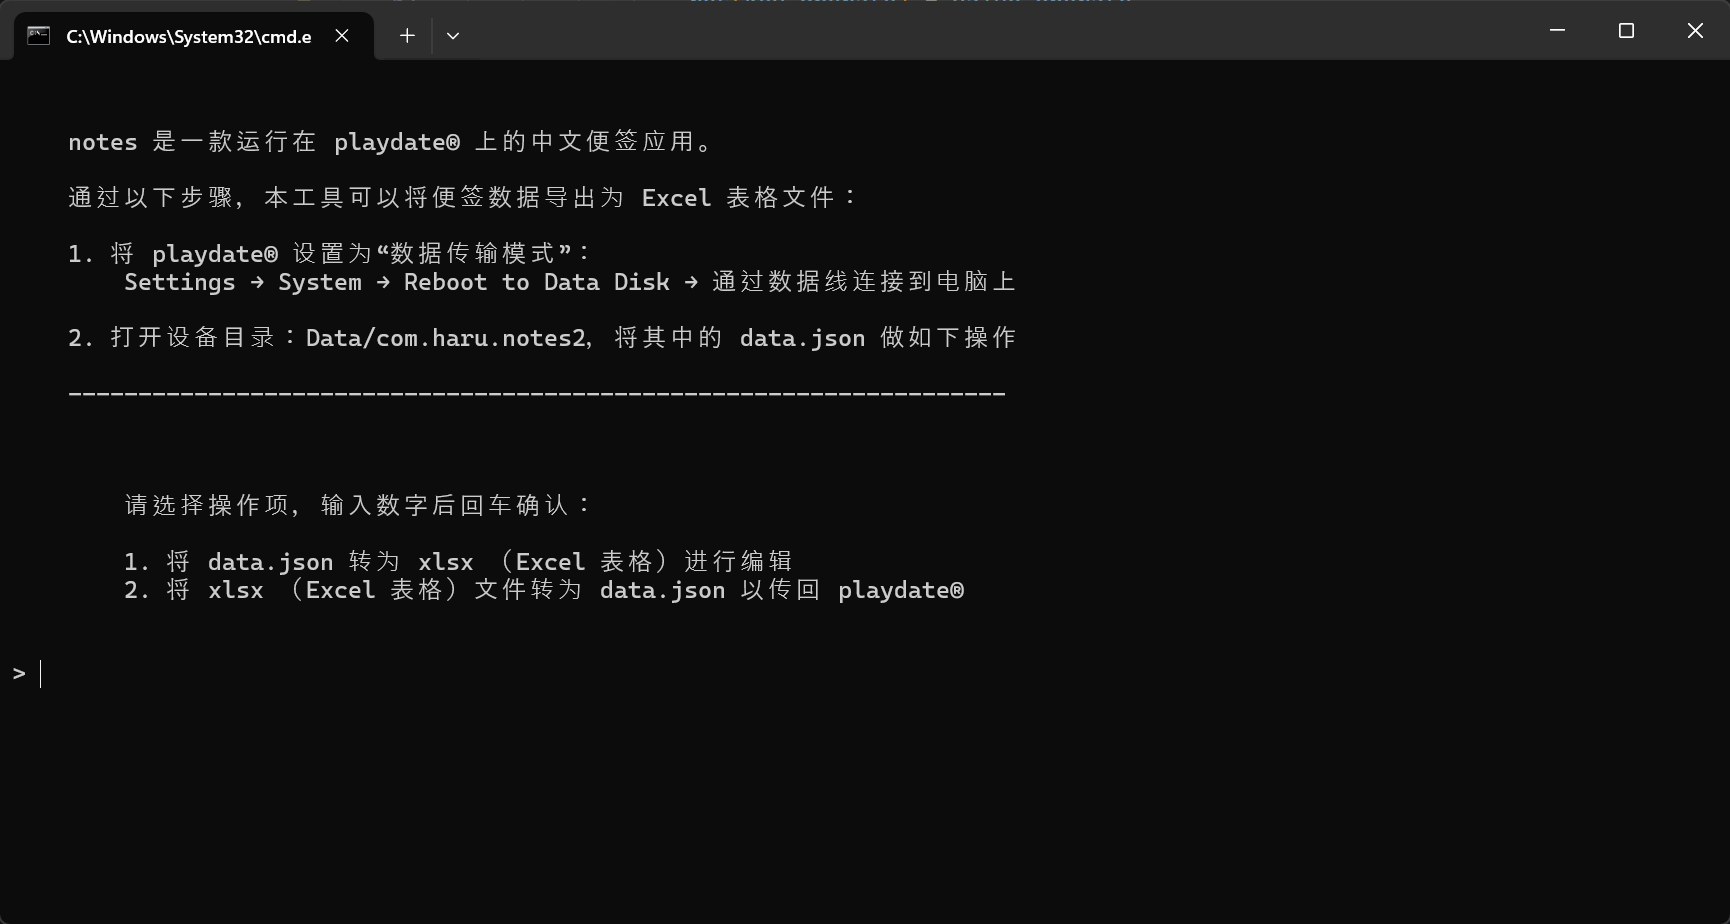 C:\Windows\System32\cmd.e
notes 是一款运行在 playdate® 上的中文便签应用。
通过以下步骤，本工具可以将便签数据导出为 Excel 表格文件：
1. 将 playdate® 设置为“数据传输模式”：
Settings → System → Reboot to Data Disk → 通过数据线连接到电脑上
2. 打开设备目录：Data/com.haru.notes2，将其中的 data.json 做如下操作
-------------------------------------------------------------------
请选择操作项，输入数字后回车确认：
1. 将 data.json 转为 xlsx （Excel 表格）进行编辑
2. 将 xlsx （Excel 表格）文件转为 data.json 以传回 playdate®
>